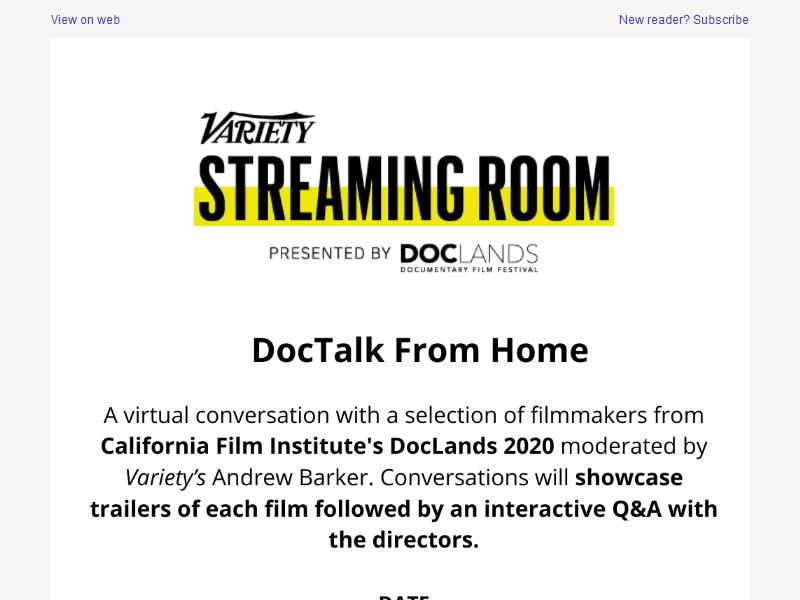 View on web
New reader? Subscribe
VARIETY
STREAMING ROOM
PRESENTED BY DOCLANDS
DOCUMENTARY FILM FESTIVAL
DocTalk From Home
A virtual conversation with a selection of filmmakers from
California Film Institute's DocLands 2020 moderated by
Variety’s Andrew Barker. Conversations will showcase
trailers of each film followed by an interactive Q&A with
the directors.
DATE